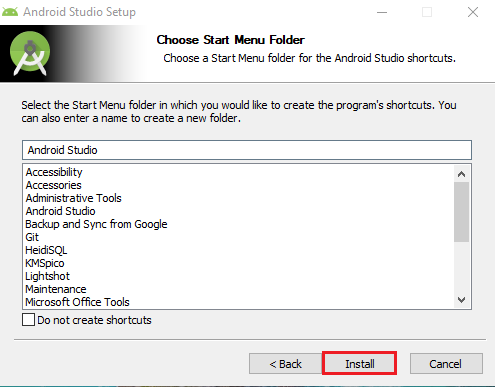 Android Studio Setup
Choose Start Menu Folder
Choose a Start Menu folder for the Android Studio shortcuts.
Select the Start Menu folder in which you would like to create the program's shortcuts. You
can also enter a name to create a new folder.
Android Studio
Accessibility
Accessories
Administrative Tools
Android Studio
Backup and Sync from Google
Git
HeidiSQL
KMSpico
Lightshot
Maintenance
Microsoft Office Tools
Do not create shortcuts
< Back
Install
Cancel